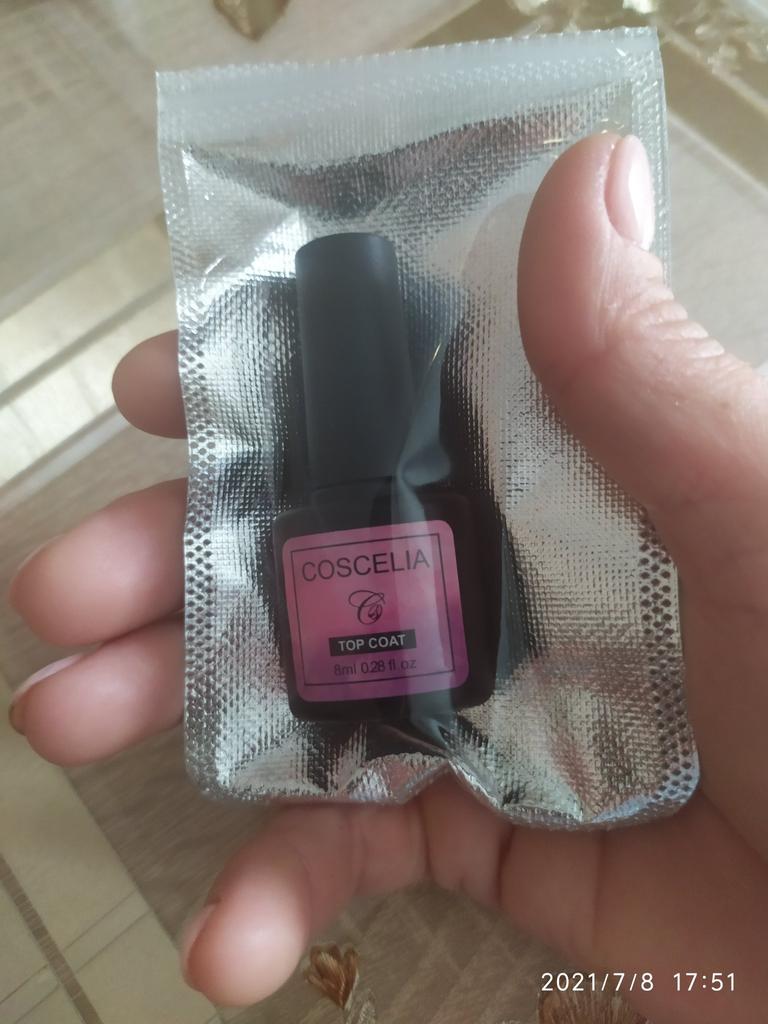 COSCELIA
TOP COAT
8ml 0.28 fl.oz
2021/7/8 17:51